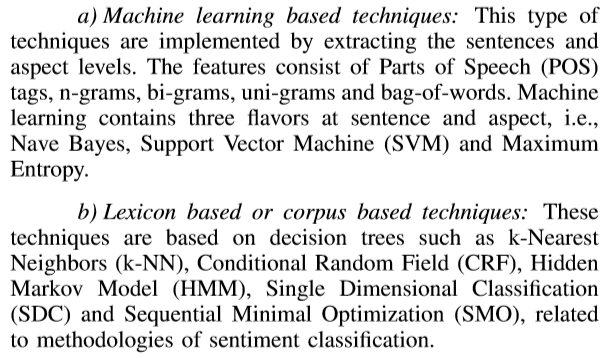 a) Machine learning based techniques: This type of
techniques are implemented by extracting the sentences and
aspect levels. The features consist of Parts of Speech (POS)
tags, n-grams, bi-grams, uni-grams and bag-of-words. Machine
learning contains three flavors at sentence and aspect, i.e.,
Nave Bayes, Support Vector Machine (SVM) and Maximum
Entropy.
b) Lexicon based or corpus based techniques: These
techniques are based on decision trees such as k-Nearest
Neighbors (k-NN), Conditional Random Field (CRF), Hidden
Markov Model (HMM), Single Dimensional Classification
(SDC) and Sequential Minimal Optimization (SMO), related
to methodologies of sentiment classification.